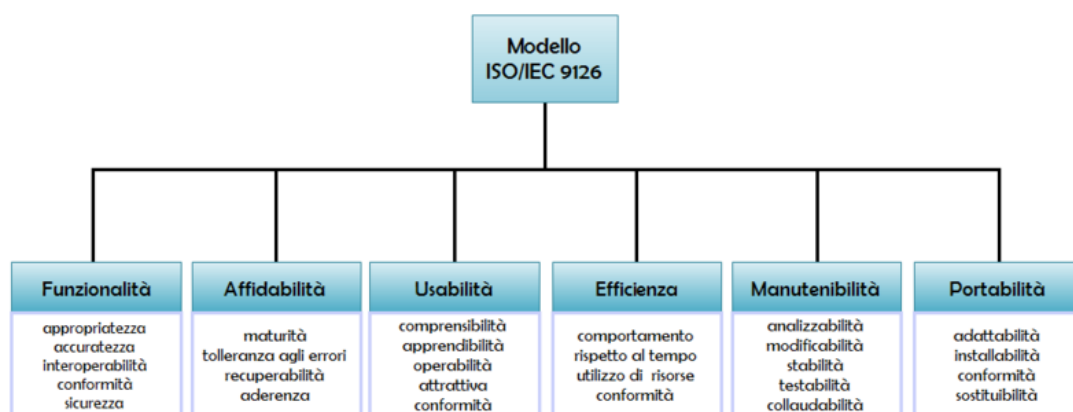 Modello
ISO/IEC 9126
Funzionalità
appropriatezza
accuratezza
interoperabilità
conformità
sicurezza
Affidabilità
maturità
tolleranza agli errori
recuperabilità
aderenza
Usabilità
comprensibilità
apprendibilità
operabilità
attrattiva
conformità
Efficienza
comportamento
rispetto al tempo
utilizzo di risorse
conformità
Manutenibilità
analizzabilità
modificabilità
stabilità
testabilità
collaudabilità
Portabilità
adattabilità
installabilità
conformità
sostituibilità